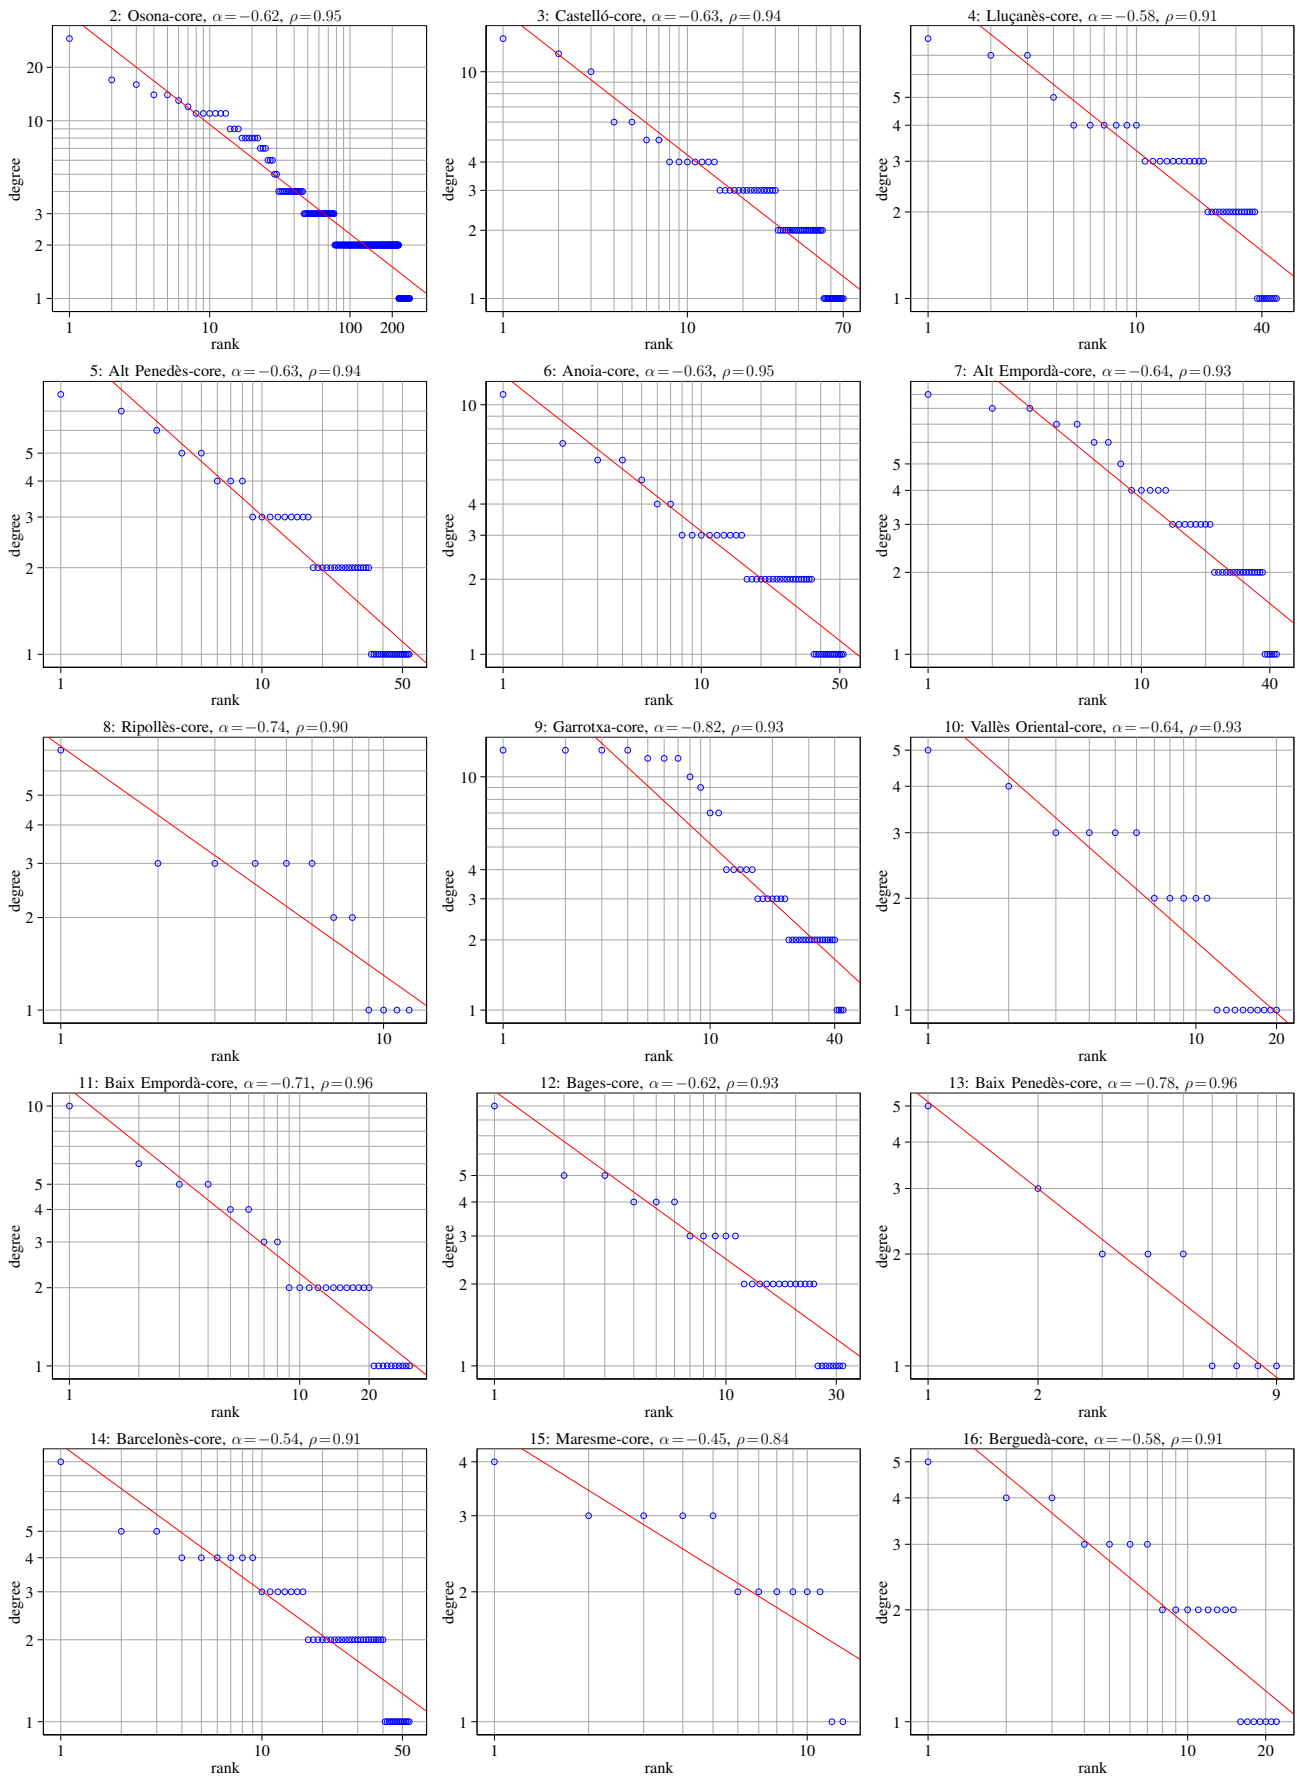 2: Osona-core, α=−0.62, ρ=0.95
20
10
3
2
1
degree
1
10
100
200
rank
3: Castelló-core, α=−0.63, ρ=0.94
10
4
3
2
1
degree
1
10
70
rank
4: Lluçanès-core, α=−0.58, ρ=0.91
5
4
3
2
1
degree
1
10
40
rank
5: Alt Penedès-core, α=−0.63, ρ=0.94
5
4
3
2
1
degree
1
10
50
rank
6: Anoia-core, α=−0.63, ρ=0.95
10
4
3
2
1
degree
1
10
50
rank
7: Alt Empordà-core, α=−0.64, ρ=0.93
5
4
3
2
1
degree
1
10
40
rank
8: Ripollès-core, α=−0.74, ρ=0.90
5
4
3
2
1
degree
1
10
rank
9: Garrotxa-core, α=−0.82, ρ=0.93
10
4
3
2
1
degree
1
10
40
rank
10: Vallès Oriental-core, α=−0.64, ρ=0.93
5
4
3
2
1
degree
1
10
20
rank
11: Baix Empordà-core, α=−0.71, ρ=0.96
10
5
4
3
2
1
degree
1
10
20
rank
12: Bages-core, α=−0.62, ρ=0.93
5
4
3
2
1
degree
1
10
30
rank
13: Baix Penedès-core, α=−0.78, ρ=0.96
5
4
3
2
1
degree
1
2
9
rank
14: Barcelonès-core, α=−0.54, ρ=0.91
5
4
3
2
1
degree
1
10
50
rank
15: Maresme-core, α=−0.45, ρ=0.84
4
3
2
1
degree
1
10
rank
16: Berguedà-core, α=−0.58, ρ=0.91
5
4
3
2
1
degree
1
10
20
rank